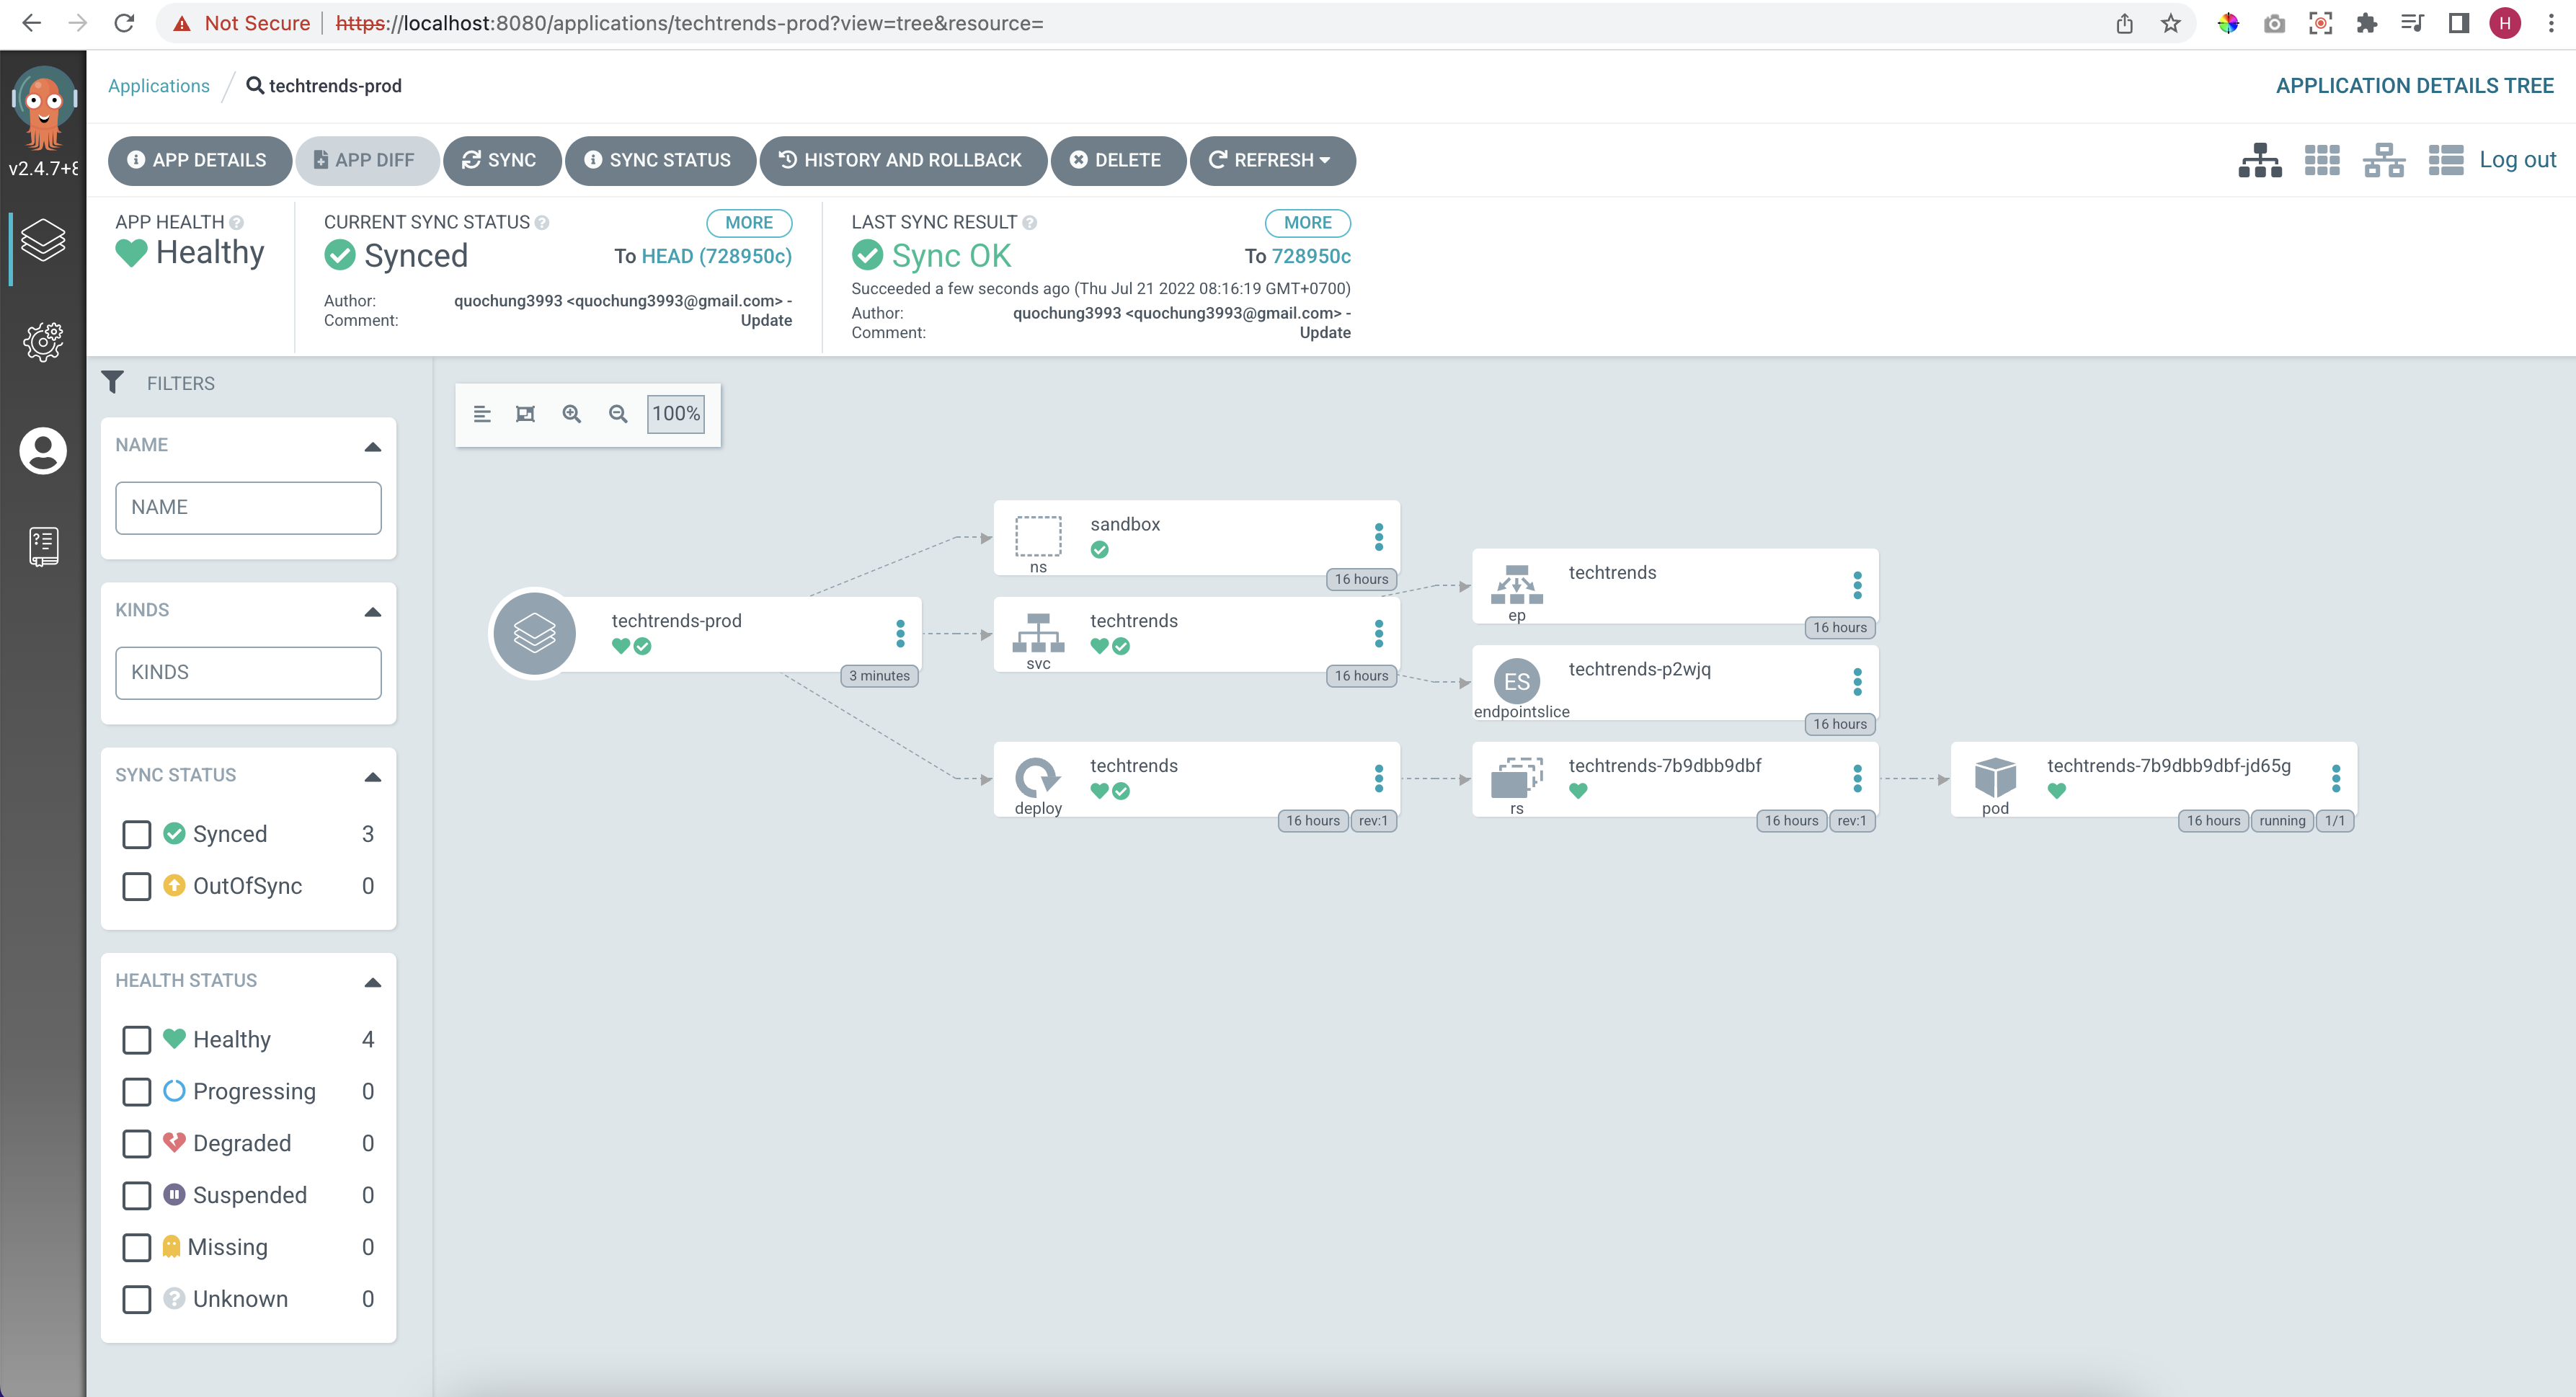 Not Secure | https://localhost:8080/applications/techtrends-prod?view=tree&resource=
H
v2.4.7+8
Applications / techtrends-prod
APPLICATION DETAILS TREE
APP DETAILS
APP DIFF
SYNC
SYNC STATUS
HISTORY AND ROLLBACK
DELETE
REFRESH
Log out
APP HEALTH
Healthy
CURRENT SYNC STATUS
MORE
Synced
To HEAD (728950c)
Author: quochung3993 <quochung3993@gmail.com> -
Comment: Update
LAST SYNC RESULT
MORE
Sync OK
To 728950c
Succeeded a few seconds ago (Thu Jul 21 2022 08:16:19 GMT+0700)
Author: quochung3993 <quochung3993@gmail.com> -
Comment: Update
FILTERS
NAME
NAME
KINDS
KINDS
SYNC STATUS
Synced 3
OutOfSync 0
HEALTH STATUS
Healthy 4
Progressing 0
Degraded 0
Suspended 0
Missing 0
Unknown 0
100%
techtrends-prod
3 minutes
sandbox
ns
16 hours
techtrends
svc
16 hours
techtrends
deploy
16 hours rev:1
techtrends
ep
16 hours
ES
techtrends-p2wjq
endpointslice
16 hours
techtrends-7b9dbb9dbf
rs
16 hours rev:1
techtrends-7b9dbb9dbf-jd65g
pod
16 hours running 1/1